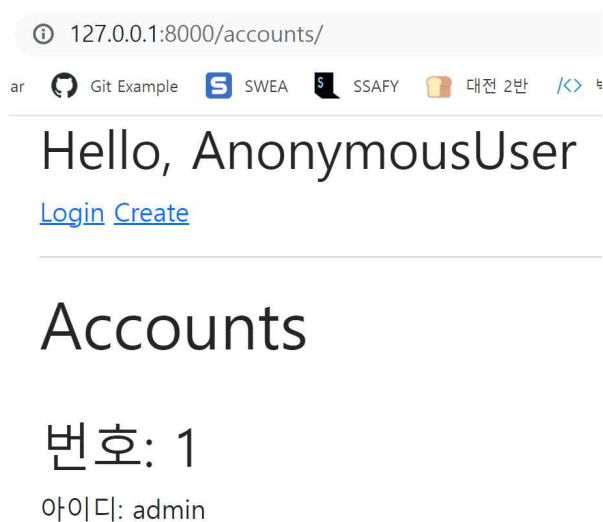 127.0.0.1:8000/accounts/
ar Git Example SWEA SSAFY 대전 2반
Hello, AnonymousUser
Login Create
Accounts
번호: 1
아이디: admin